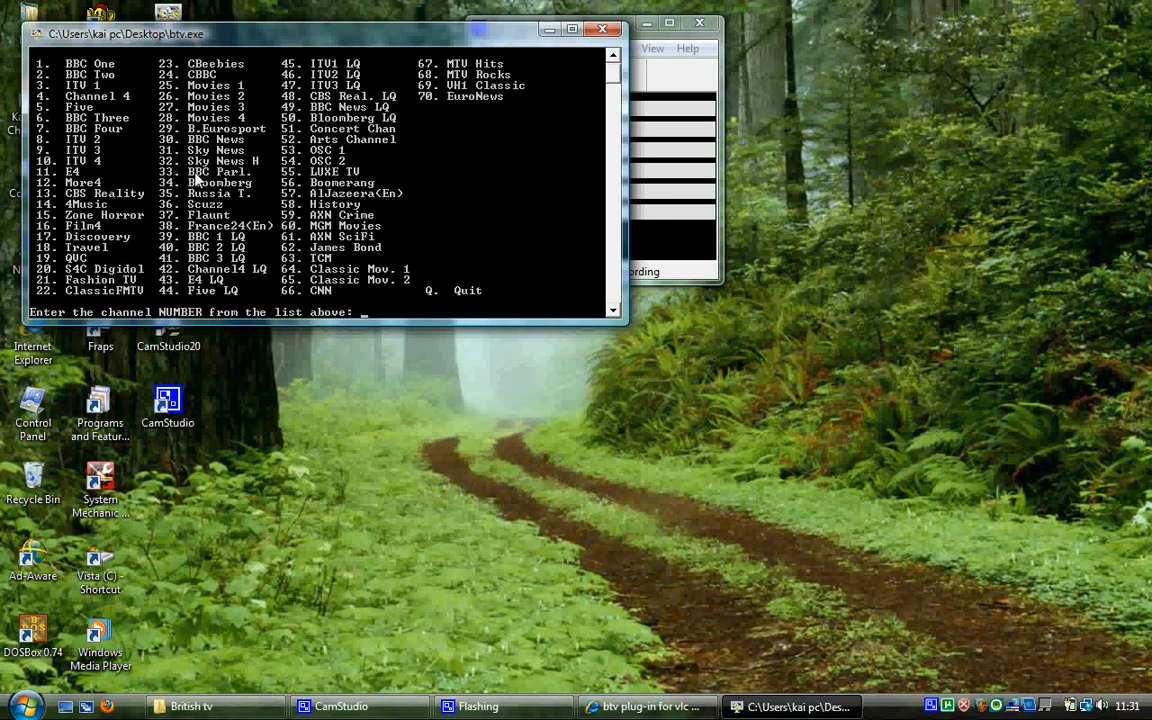 C:\Users\kai pc\Desktop\btv.exe
View Help
1. BBC One 23. CBeebies 45. ITV1 LQ 67. MTV Hits
2. BBC Two 24. CBBC 46. ITV2 LQ 68. MTV Rocks
3. ITV 1 25. Movies 1 47. ITV3 LQ 69. VH1 Classic
4. Channel 4 26. Movies 2 48. CBS Real. LQ 70. EuroNews
5. Five 27. Movies 3 49. BBC News LQ
6. BBC Three 28. Movies 4 50. Bloomberg LQ
7. BBC Four 29. B.Eurosport 51. Concert Chan
8. ITV 2 30. BBC News 52. Arts Channel
9. ITV 3 31. Sky News 53. OSC 1
10. ITV 4 32. Sky News H 54. OSC 2
11. E4 33. BBC Parl. 55. LUXE TV
12. More4 34. Bloomberg 56. Boomerang
13. CBS Reality 35. Russia T. 57. AlJazeera(En)
14. 4Music 36. Scuzz 58. History
15. Zone Horror 37. Flaunt 59. AXN Crime
16. Film4 38. France24(En) 60. MGM Movies
17. Discovery 39. BBC 1 LQ 61. AXN SciFi
18. Travel 40. BBC 2 LQ 62. James Bond
19. QVC 41. BBC 3 LQ 63. TCM
20. S4C Digidol 42. Channel4 LQ 64. Classic Mov. 1
21. Fashion TV 43. E4 LQ 65. Classic Mov. 2
22. ClassicFMTV 44. Five LQ 66. CNN Q. Quit
Enter the channel NUMBER from the list above: _
ording
Internet Explorer
Fraps
CamStudio20
Control Panel
Programs and Featur...
CamStudio
Recycle Bin
System Mechanic ...
Ad-Aware
Vista (C) - Shortcut
DOSBox 0.74
Windows Media Player
British tv
CamStudio
Flashing
btv plug-in for vlc ...
C:\Users\kai pc\Des...
11:31